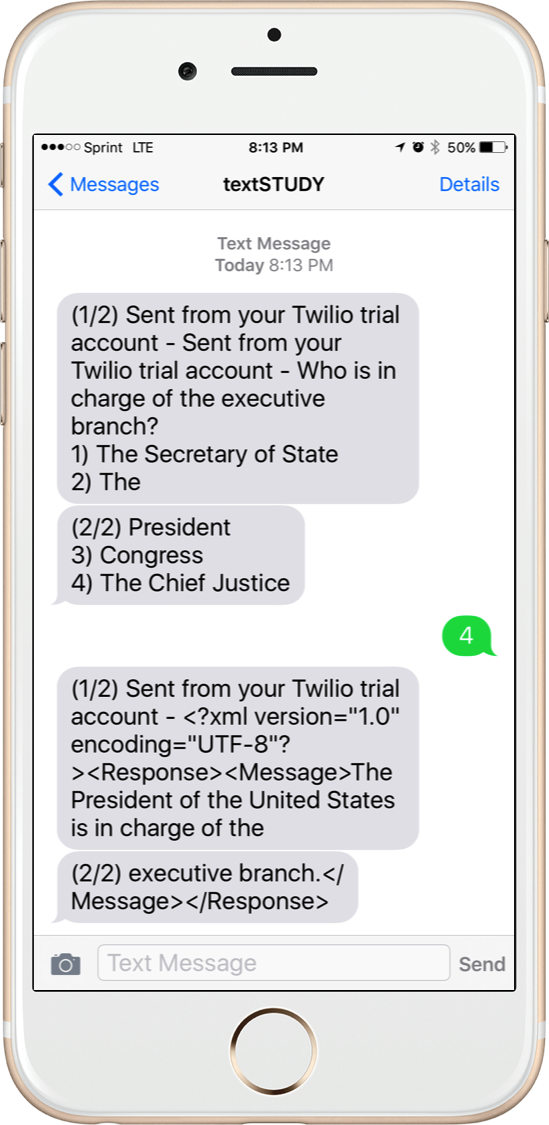 Sprint LTE 8:13 PM 50%
Messages textSTUDY Details
Text Message
Today 8:13 PM
(1/2) Sent from your Twilio trial
account - Sent from your
Twilio trial account - Who is in
charge of the executive
branch?
1) The Secretary of State
2) The
(2/2) President
3) Congress
4) The Chief Justice
4
(1/2) Sent from your Twilio trial
account - <?xml version="1.0"
encoding="UTF-8"?
><Response><Message>The
President of the United States
is in charge of the
(2/2) executive branch.</
Message></Response>
Text Message Send